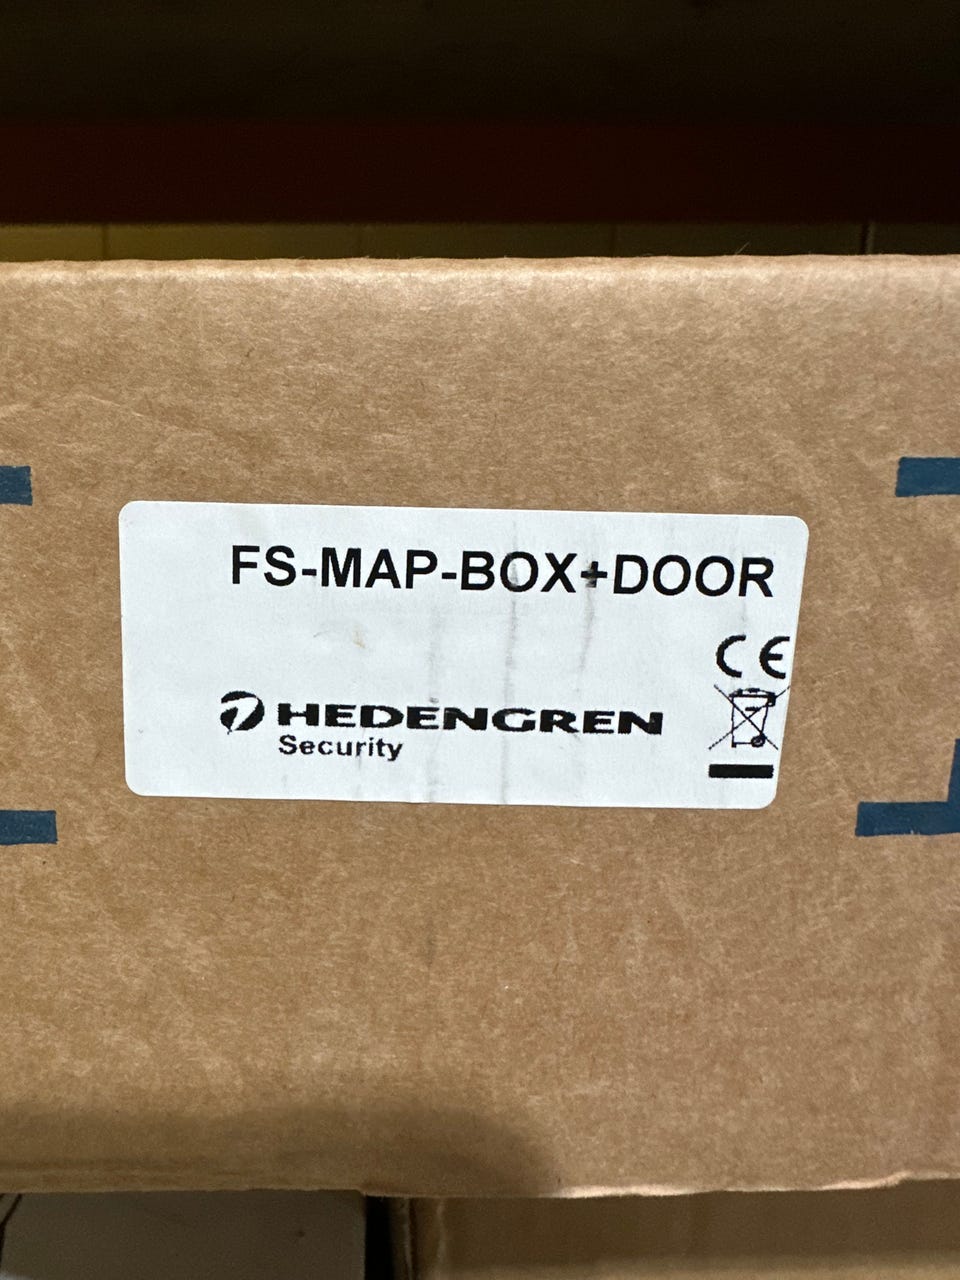 FS-MAP-BOX+DOOR
CE
HEDENGREN
Security